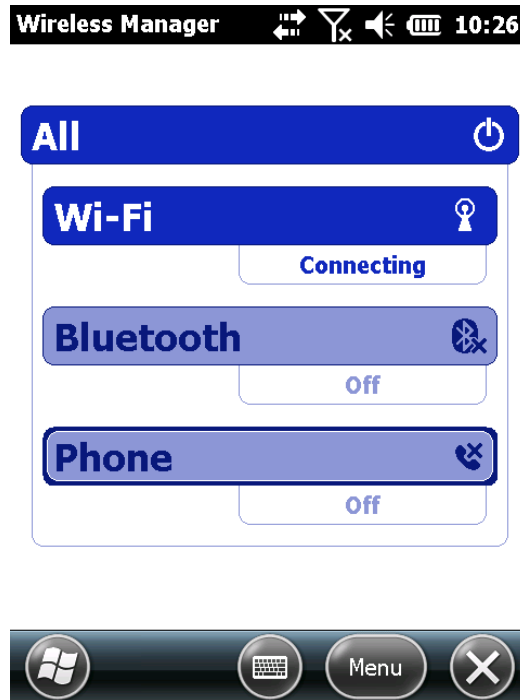 Wireless Manager 10:26
All
Wi-Fi
Connecting
Bluetooth
Off
Phone
Off
Menu